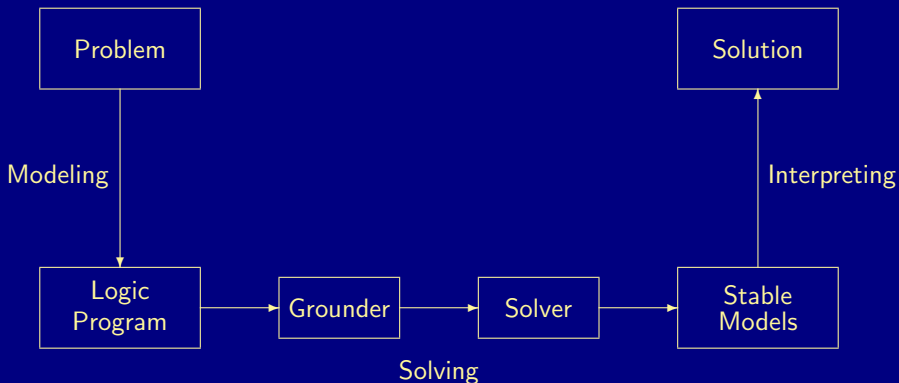 Problem
Solution
Modeling
Interpreting
Logic
Program
Grounder
Solver
Stable
Models
Solving